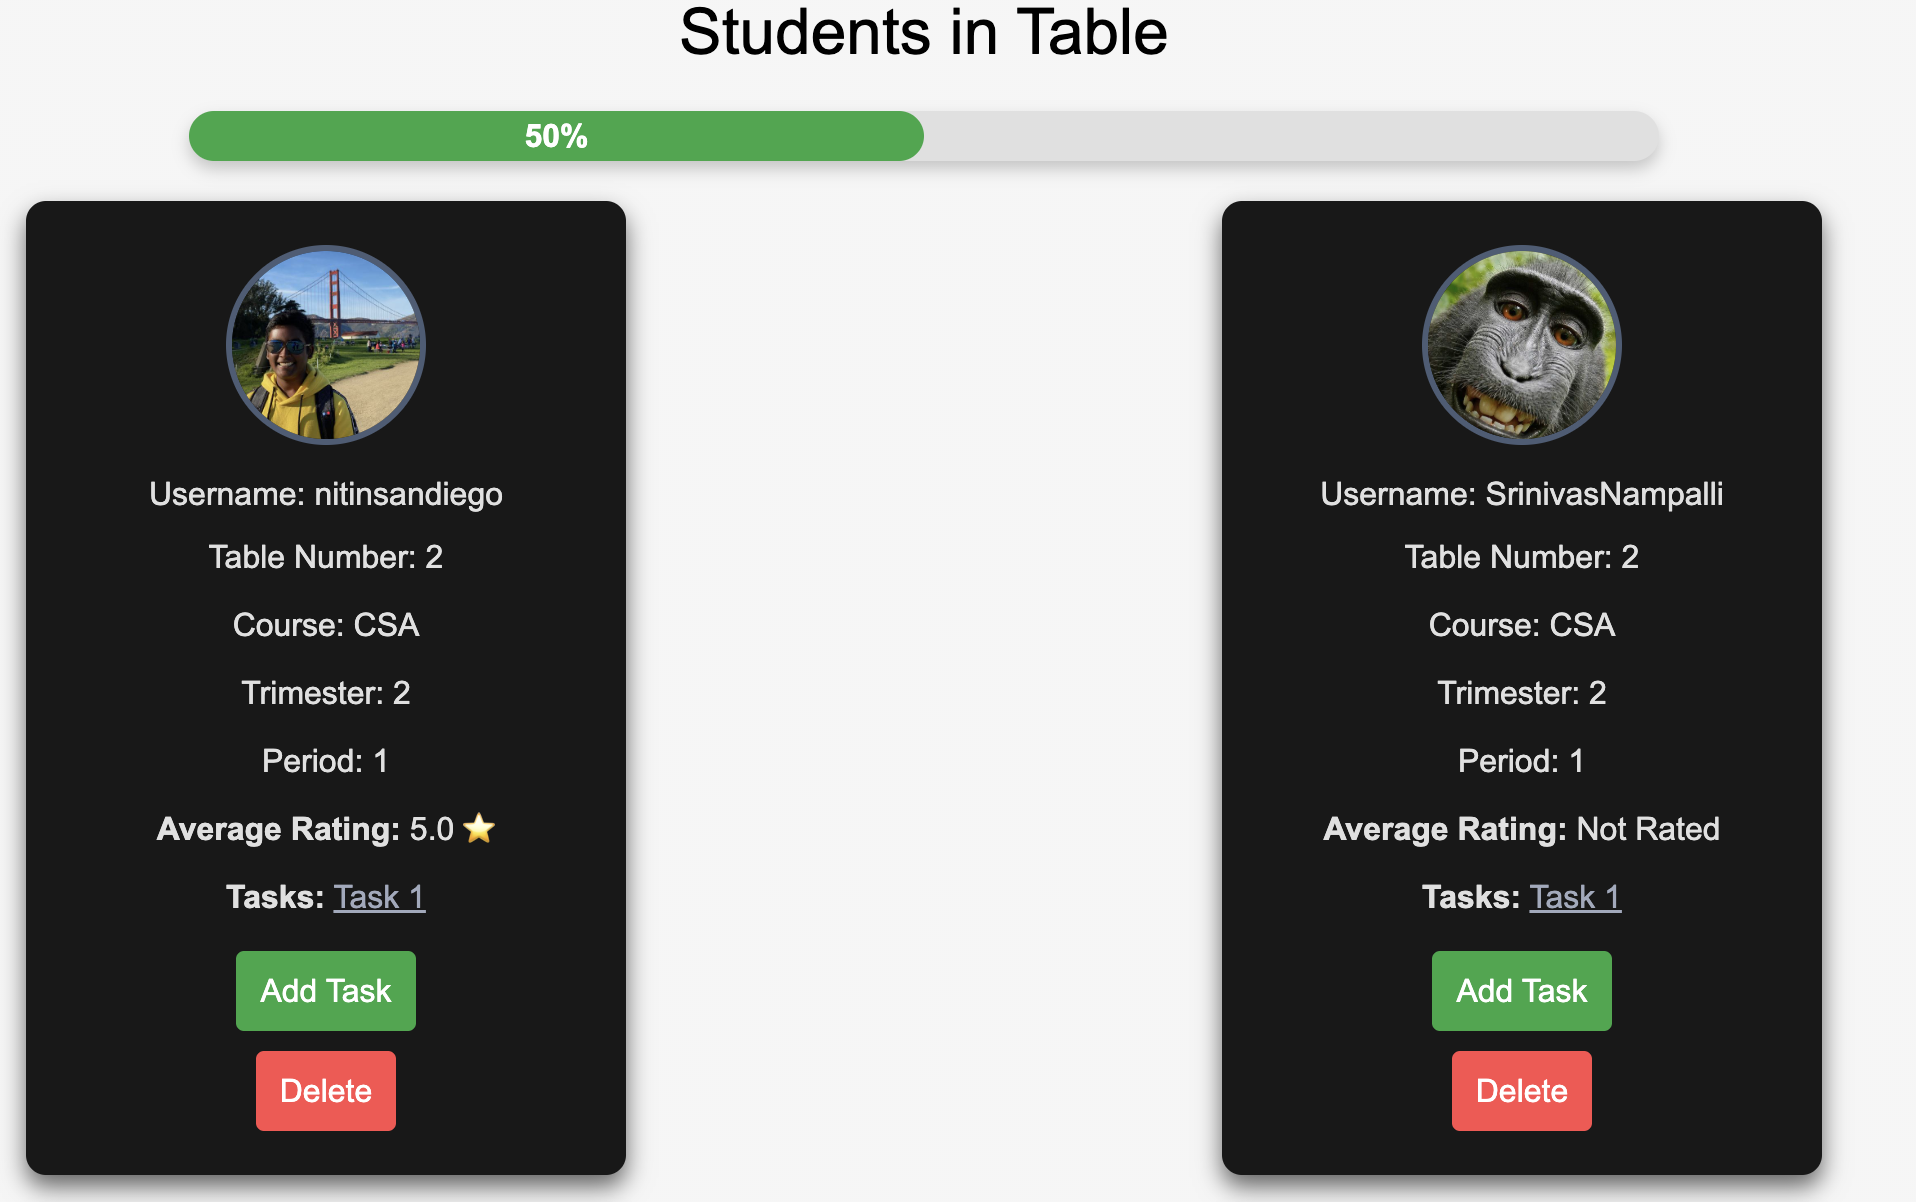 Students in Table
50%
Username: nitinsandiego
Table Number: 2
Course: CSA
Trimester: 2
Period: 1
Average Rating: 5.0 ⭐
Tasks: Task 1
Add Task
Delete
Username: SrinivasNampalli
Table Number: 2
Course: CSA
Trimester: 2
Period: 1
Average Rating: Not Rated
Tasks: Task 1
Add Task
Delete